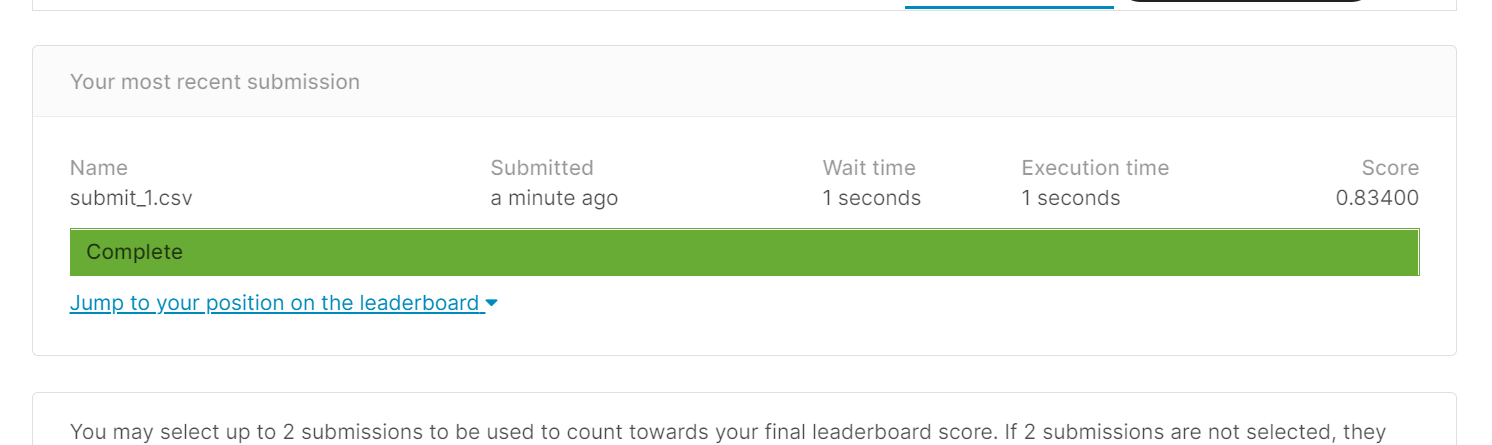 Your most recent submission
Name Submitted Wait time Execution time Score
submit_1.csv a minute ago 1 seconds 1 seconds 0.83400
Complete
Jump to your position on the leaderboard
You may select up to 2 submissions to be used to count towards your final leaderboard score. If 2 submissions are not selected, they